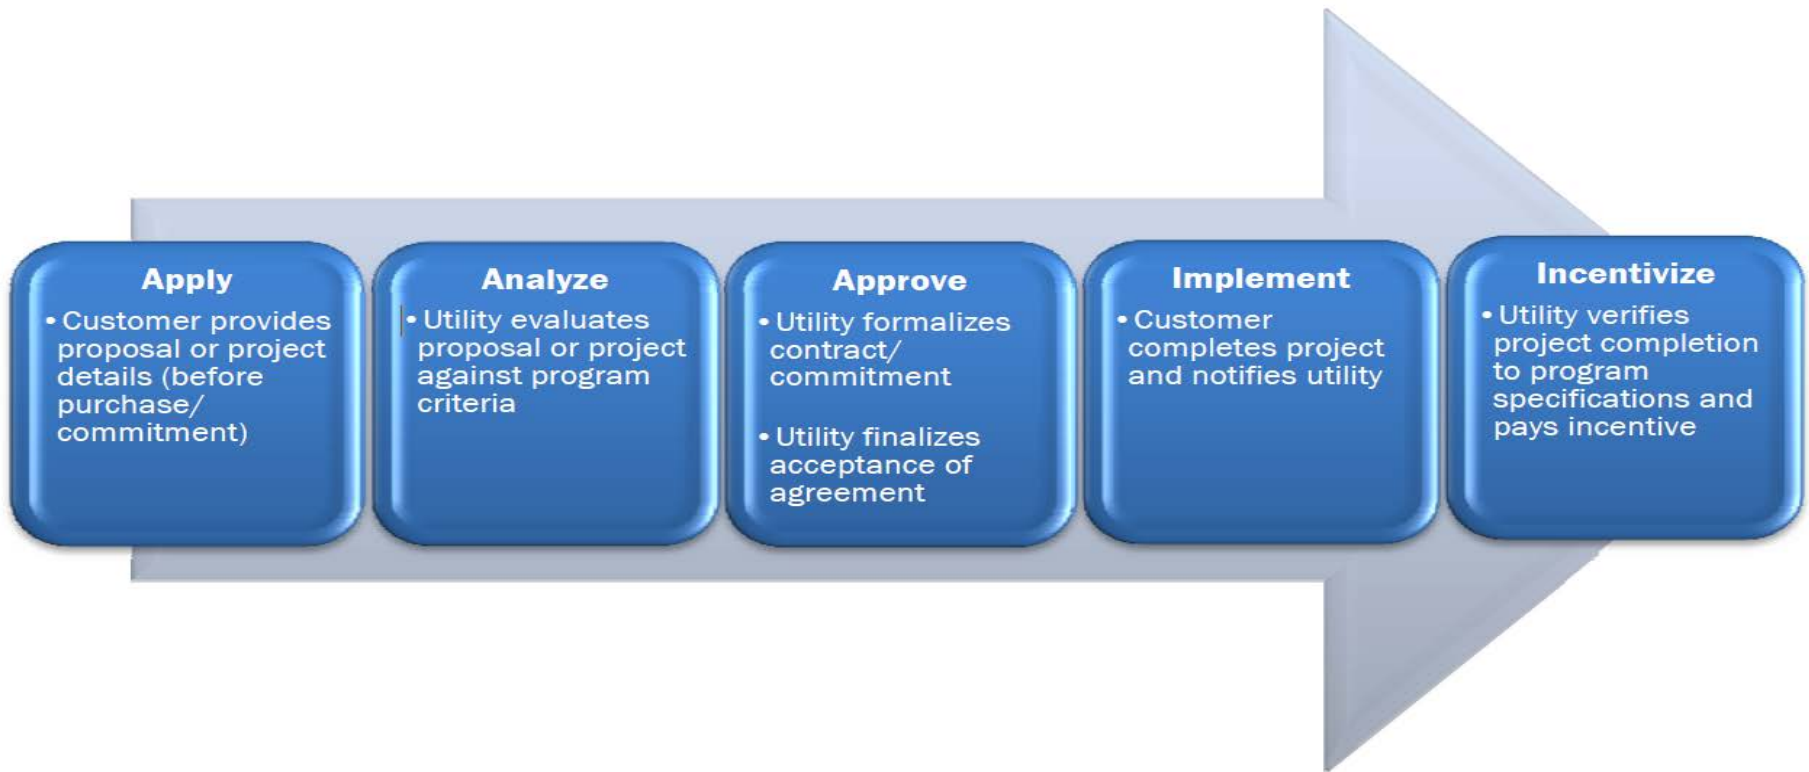 Apply
• Customer provides
proposal or project
details (before
purchase/
commitment)
Analyze
• Utility evaluates
proposal or project
against program
criteria
Approve
• Utility formalizes
contract/
commitment
• Utility finalizes
acceptance of
agreement
Implement
• Customer
completes project
and notifies utility
Incentivize
• Utility verifies
project completion
to program
specifications and
pays incentive